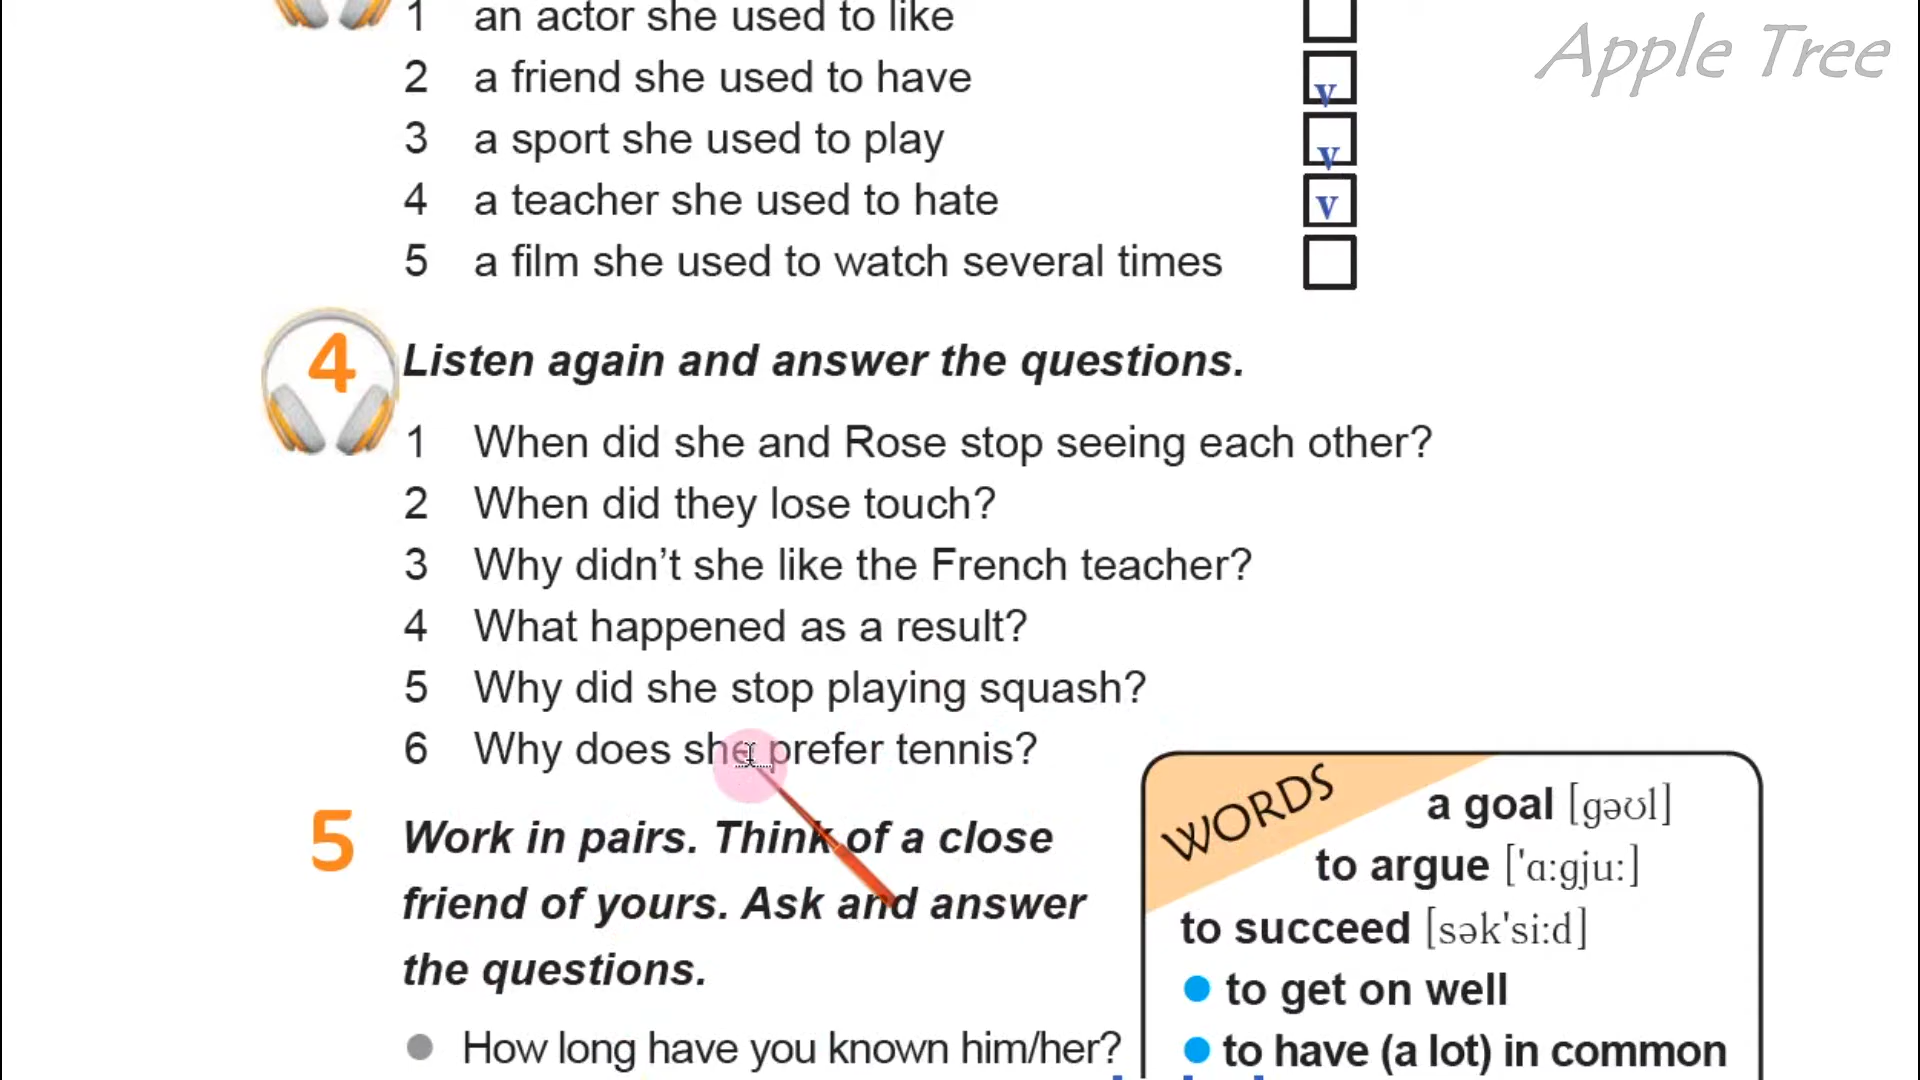 Apple Tree
1 an actor she used to like
2 a friend she used to have v
3 a sport she used to play v
4 a teacher she used to hate v
5 a film she used to watch several times
4 Listen again and answer the questions.
1 When did she and Rose stop seeing each other?
2 When did they lose touch?
3 Why didn’t she like the French teacher?
4 What happened as a result?
5 Why did she stop playing squash?
6 Why does she prefer tennis?
5 Work in pairs. Think of a close
friend of yours. Ask and answer
the questions.
● How long have you known him/her?
WORDS
a goal [gəʊl]
to argue ['ɑ:gju:]
to succeed [sək'si:d]
● to get on well
● to have (a lot) in common